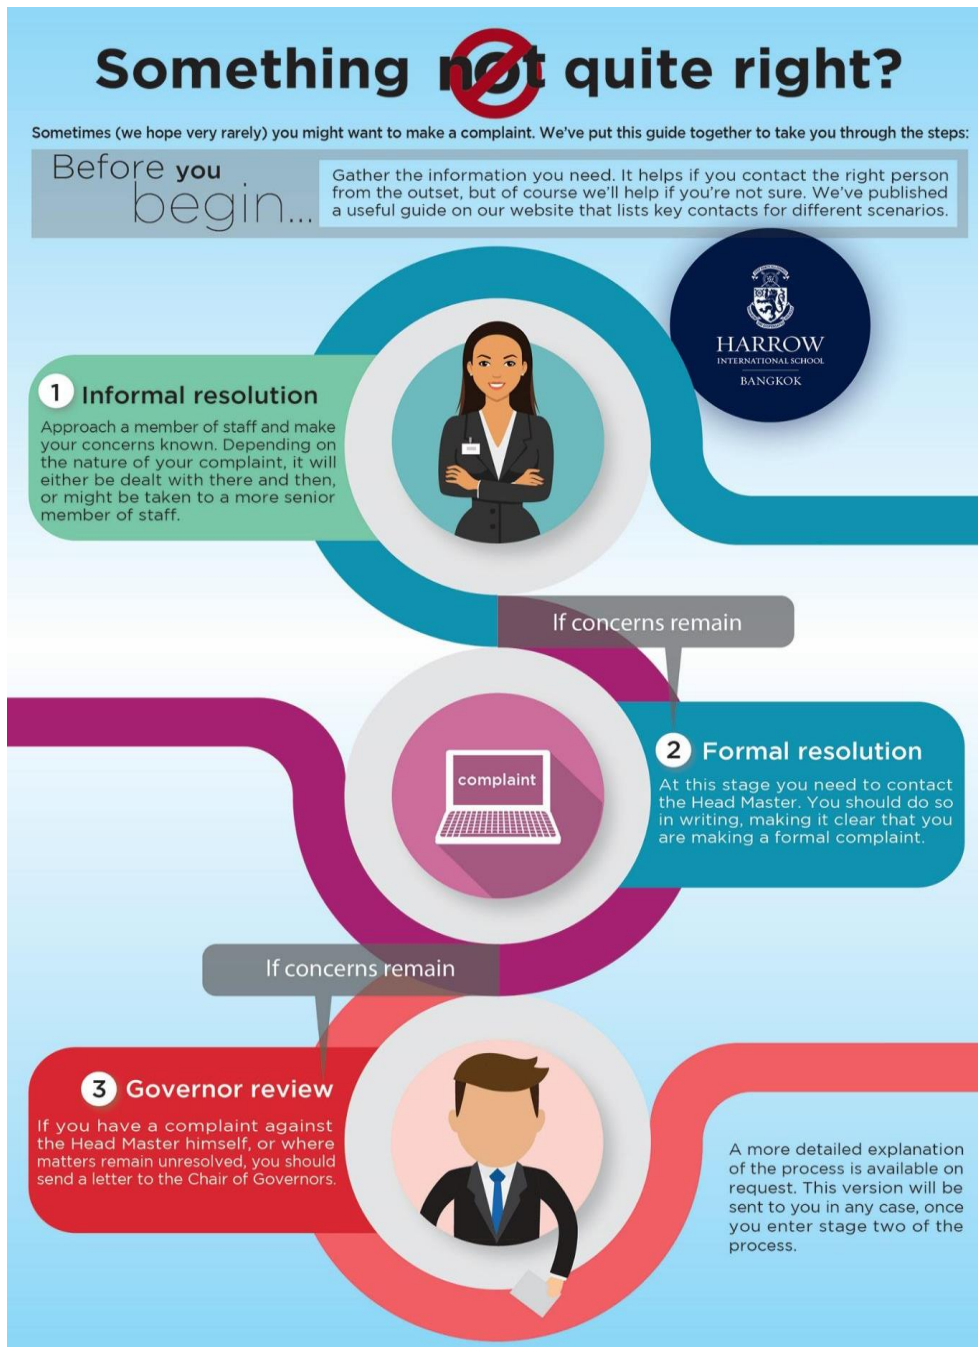 Something not quite right?
Sometimes (we hope very rarely) you might want to make a complaint. We've put this guide together to take you through the steps:
Before you
begin...
Gather the information you need. It helps if you contact the right person
from the outset, but of course we'll help if you're not sure. We've published
a useful guide on our website that lists key contacts for different scenarios.
HARROW
INTERNATIONAL SCHOOL
BANGKOK
1 Informal resolution
Approach a member of staff and make
your concerns known. Depending on
the nature of your complaint, it will
either be dealt with there and then,
or might be taken to a more senior
member of staff.
If concerns remain
complaint
2 Formal resolution
At this stage you need to contact
the Head Master. You should do so
in writing, making it clear that you
are making a formal complaint.
If concerns remain
3 Governor review
If you have a complaint against
the Head Master himself, or where
matters remain unresolved, you should
send a letter to the Chair of Governors.
A more detailed explanation
of the process is available on
request. This version will be
sent to you in any case, once
you enter stage two of the
process.